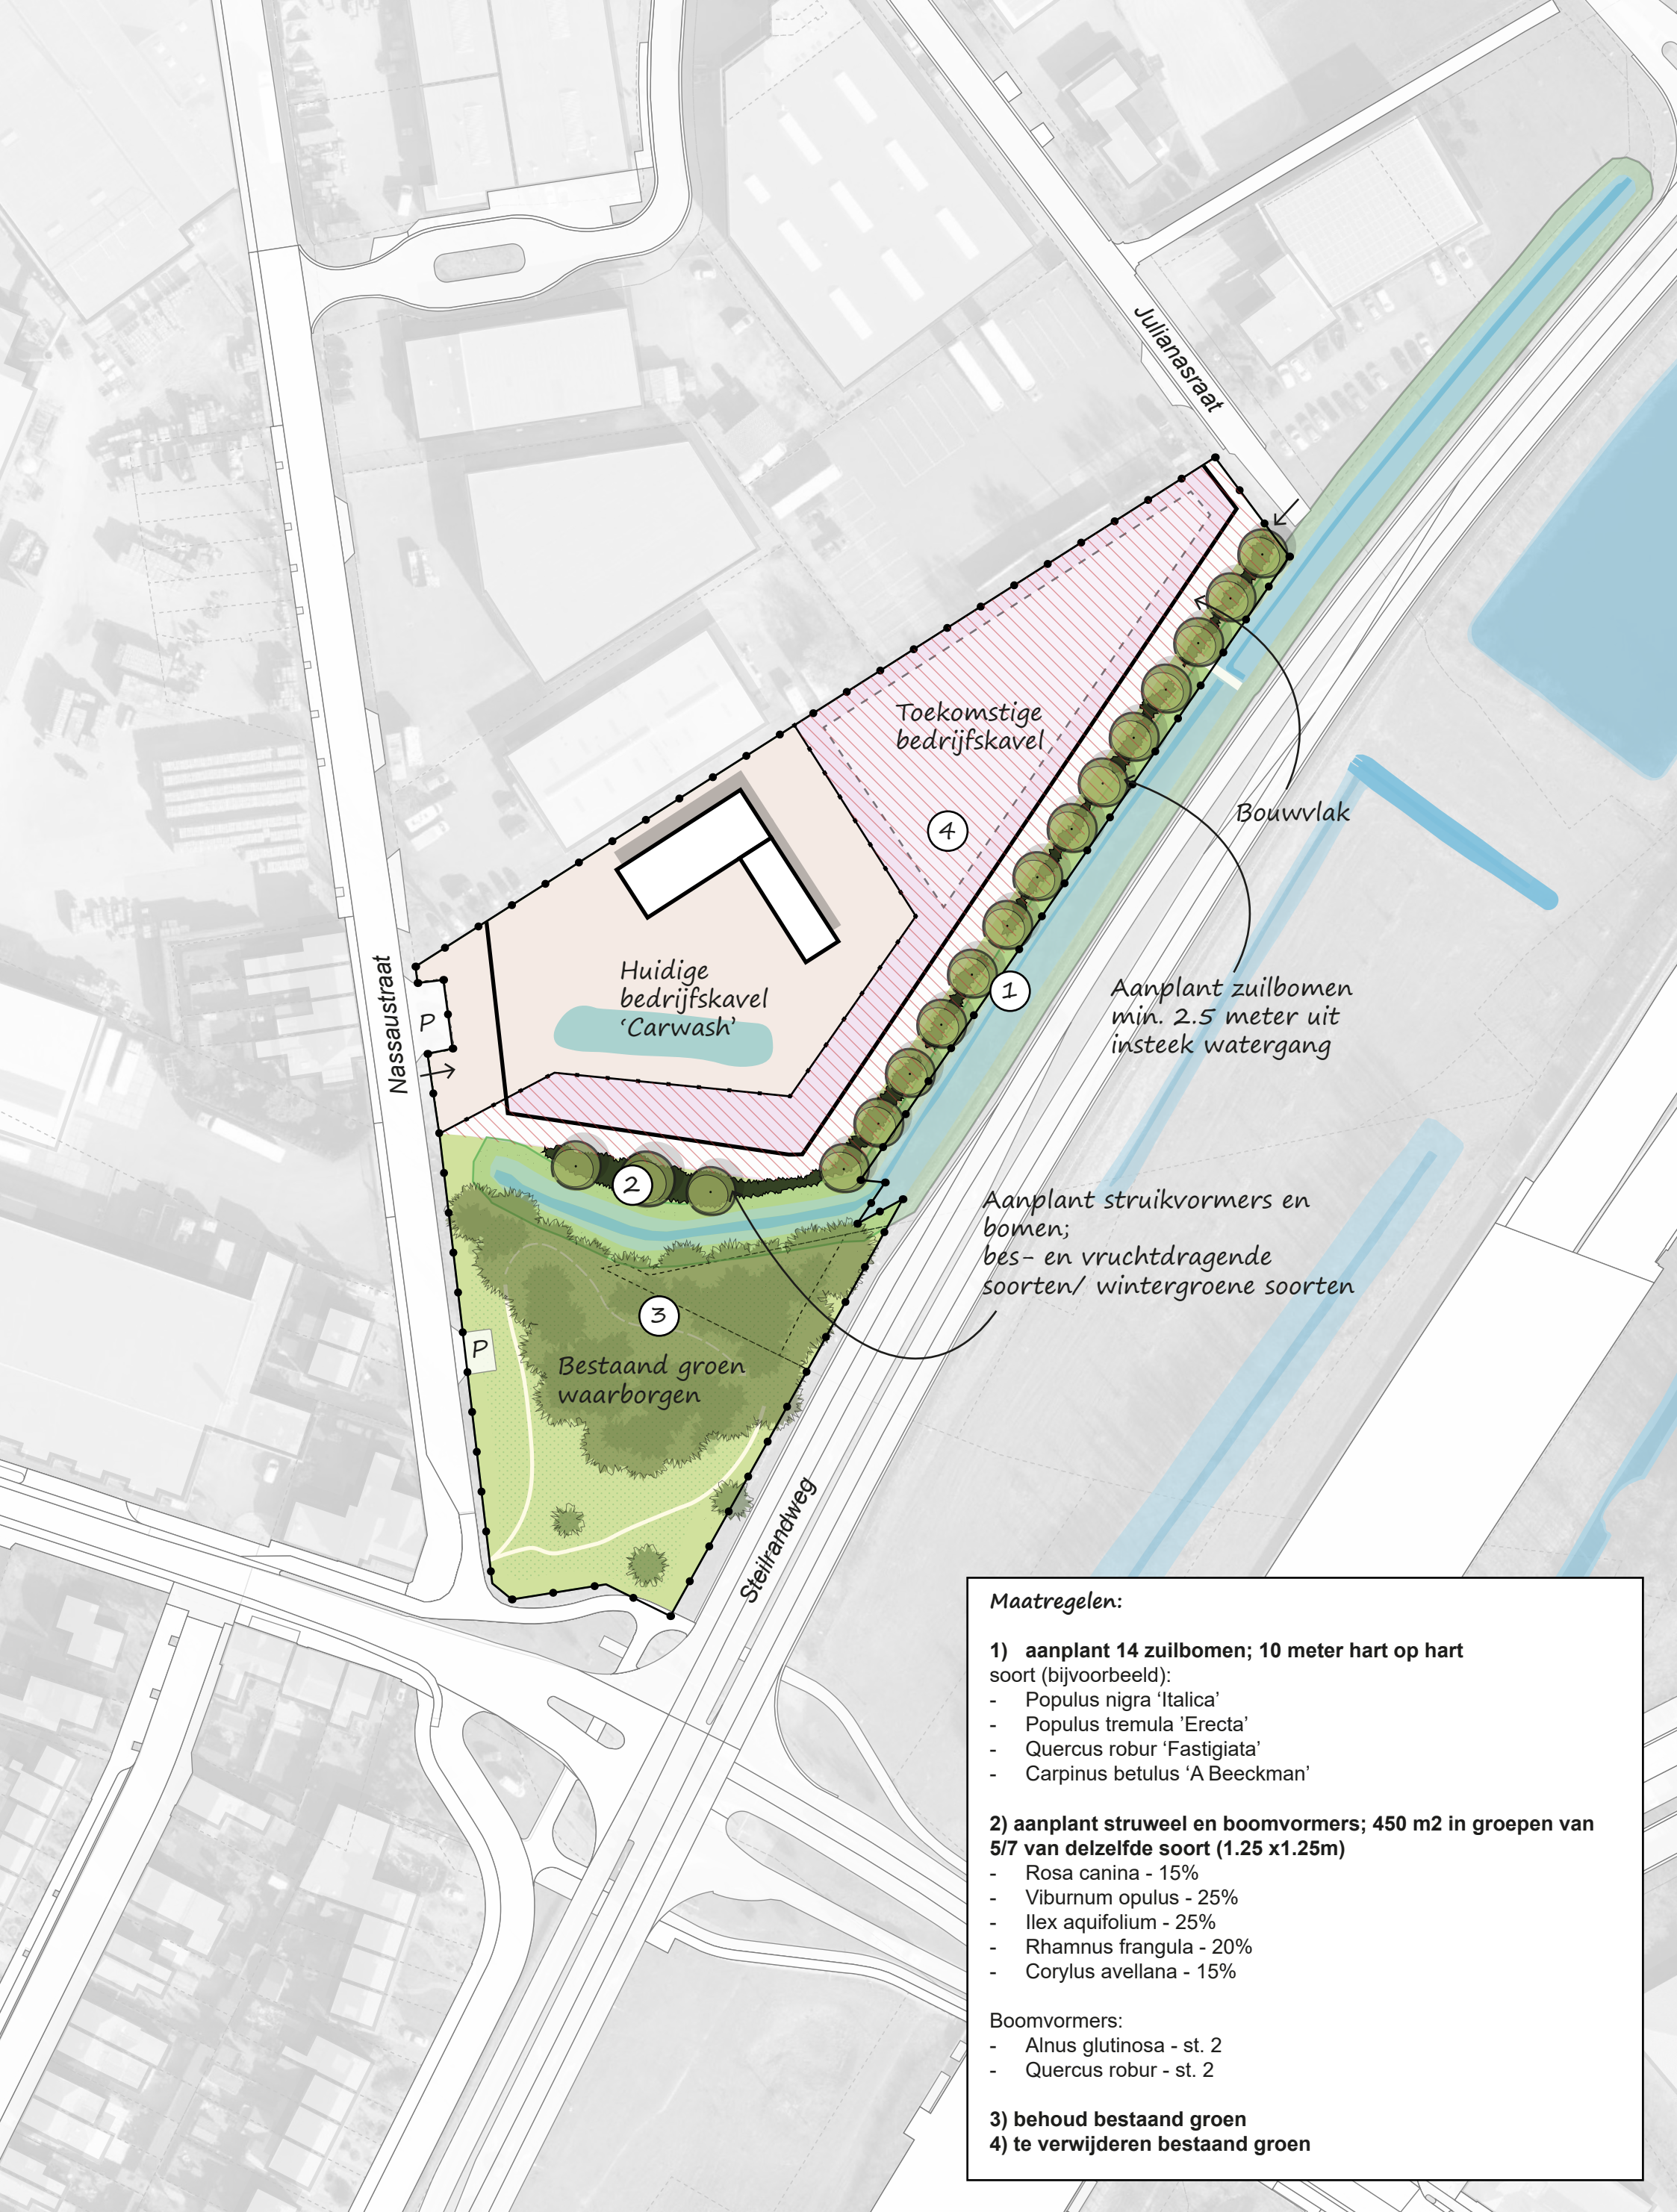 Julianasraat
Toekomstige
bedrijfskavel
4
Bouwvlak
Huidige
bedrijfskavel
‘Carwash’
1
Aanplant zuilbomen
min. 2.5 meter uit
insteek watergang
Nassaustraat
P
2
Aanplant struikvormers en
bomen;
bes- en vruchtdragende
soorten/ wintergroene soorten
3
P
Bestaand groen
waarborgen
Steilrandweg
Maatregelen:
1) aanplant 14 zuilbomen; 10 meter hart op hart
soort (bijvoorbeeld):
- Populus nigra ‘Italica’
- Populus tremula ’Erecta’
- Quercus robur ‘Fastigiata’
- Carpinus betulus ‘A Beeckman’
2) aanplant struweel en boomvormers; 450 m2 in groepen van
5/7 van delzelfde soort (1.25 x1.25m)
- Rosa canina - 15%
- Viburnum opulus - 25%
- Ilex aquifolium - 25%
- Rhamnus frangula - 20%
- Corylus avellana - 15%
Boomvormers:
- Alnus glutinosa - st. 2
- Quercus robur - st. 2
3) behoud bestaand groen
4) te verwijderen bestaand groen